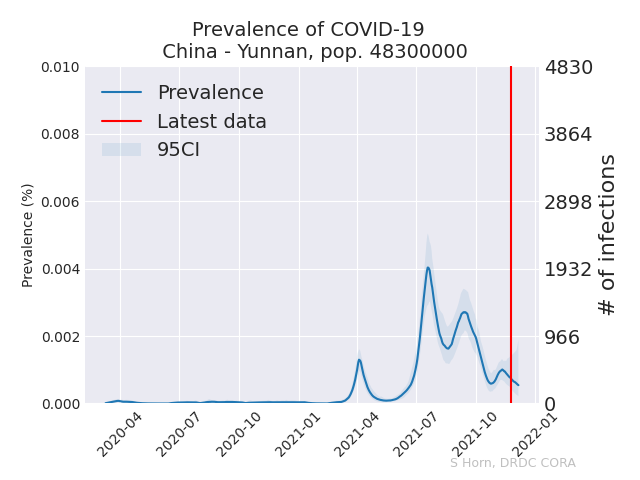 Prevalence of COVID-19
China - Yunnan, pop. 48300000
Prevalence
Latest data
95CI
Prevalence (%)
0.010
0.008
0.006
0.004
0.002
0.000
4830
3864
2898
1932
966
0
# of infections
2020-04
2020-07
2020-10
2021-01
2021-04
2021-07
2021-10
2022-01
S Horn, DRDC CORA